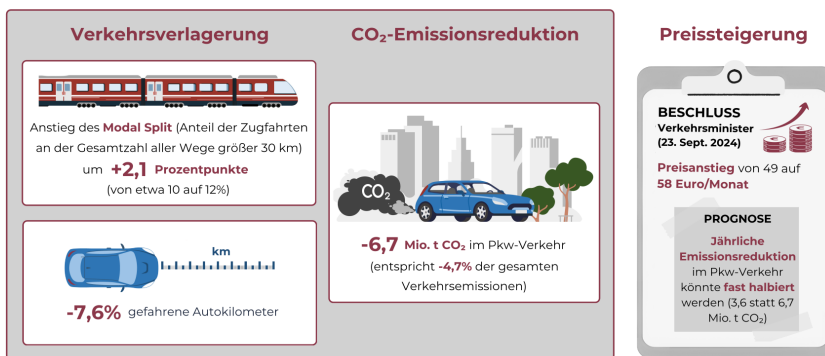 Verkehrsverlagerung
Anstieg des Modal Split (Anteil der Zugfahrten
an der Gesamtzahl aller Wege größer 30 km)
um +2,1 Prozentpunkte
(von etwa 10 auf 12%)
km
-7,6% gefahrene Autokilometer
CO₂-Emissionsreduktion
CO₂
-6,7 Mio. t CO₂ im Pkw-Verkehr
(entspricht -4,7% der gesamten
Verkehrsemissionen)
Preissteigerung
BESCHLUSS
Verkehrsminister
(23. Sept. 2024)
Preisanstieg von 49 auf
58 Euro/Monat
PROGNOSE
Jährliche
Emissionsreduktion
im Pkw-Verkehr
könnte fast halbiert
werden (3,6 statt 6,7
Mio. t CO₂)